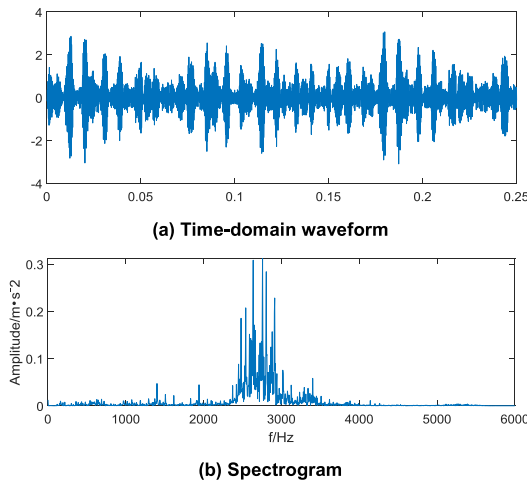 4
2
0
-2
-4
0 0.05 0.1 0.15 0.2 0.25
(a) Time-domain waveform
0.3
0.2
0.1
0
Amplitude/m•s-2
0 1000 2000 3000 4000 5000 6000
f/Hz
(b) Spectrogram